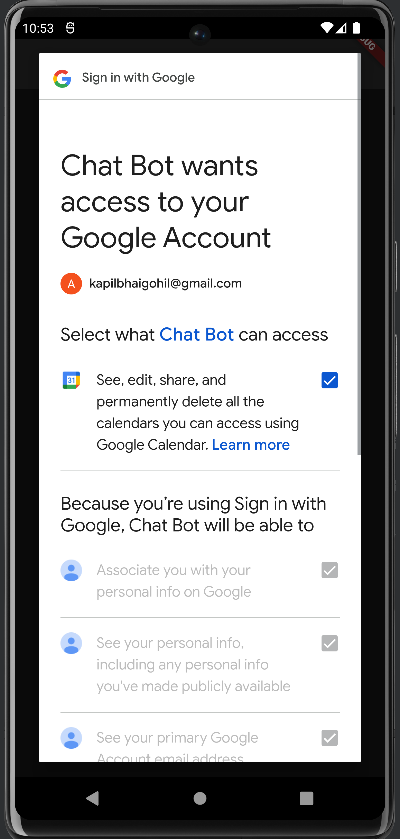 10:53
Sign in with Google
Chat Bot wants
access to your
Google Account
A kapilbhaigohil@gmail.com
Select what Chat Bot can access
31
See, edit, share, and
permanently delete all the
calendars you can access using
Google Calendar. Learn more
Because you're using Sign in with
Google, Chat Bot will be able to
Associate you with your
personal info on Google
See your personal info,
including any personal info
you've made publicly available
See your primary Google
Account email address